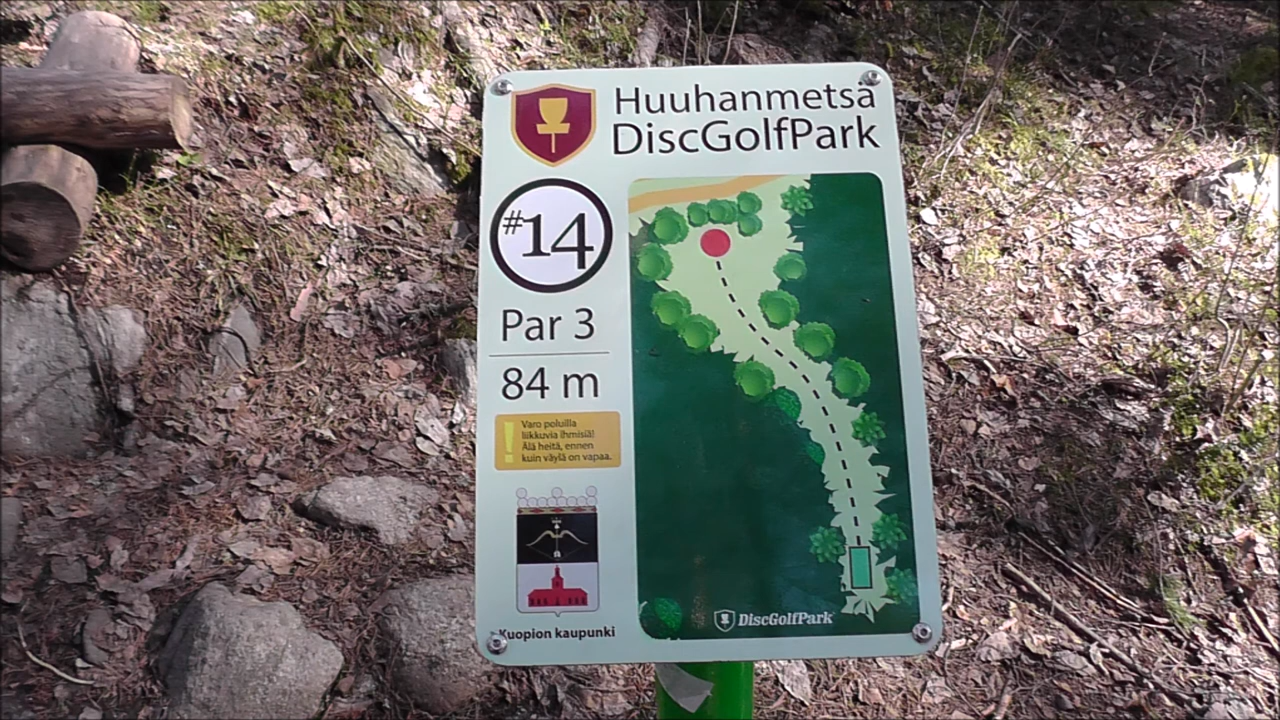 Huuhanmetsä
DiscGolfPark
#14
Par 3
84 m
!
Varo poluilla
liikkuvia ihmisiä!
Älä heitä, ennen
kuin väylä on vapaa.
Kuopion kaupunki
DiscGolfPark